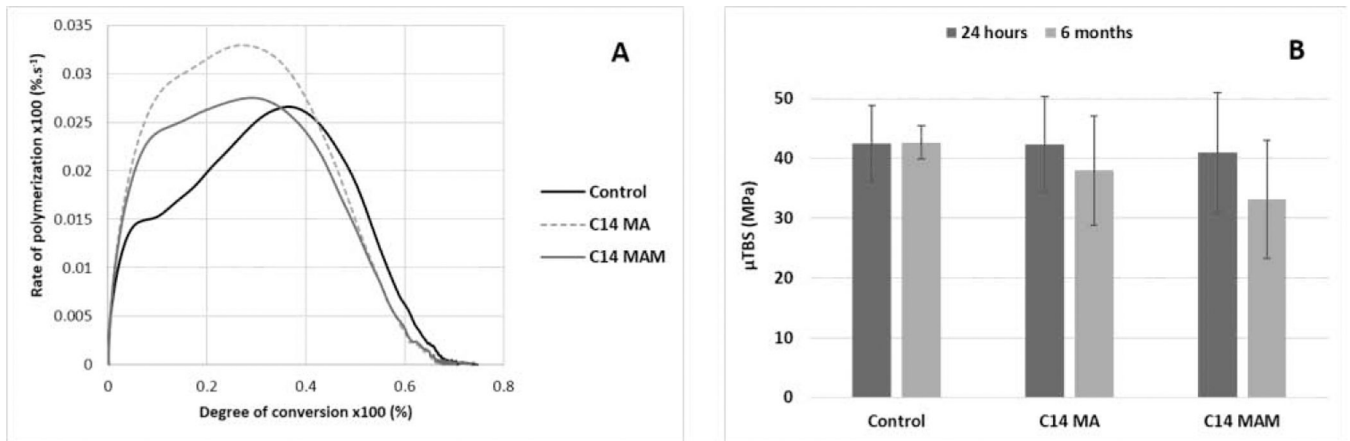 A
Rate of polymerization x100 (%.s⁻¹)
0.035
0.03
0.025
0.02
0.015
0.01
0.005
0
0 0.2 0.4 0.6 0.8
Degree of conversion x100 (%)
Control
C14 MA
C14 MAM
24 hours 6 months
B
µTBS (MPa)
50
40
30
20
10
0
Control C14 MA C14 MAM